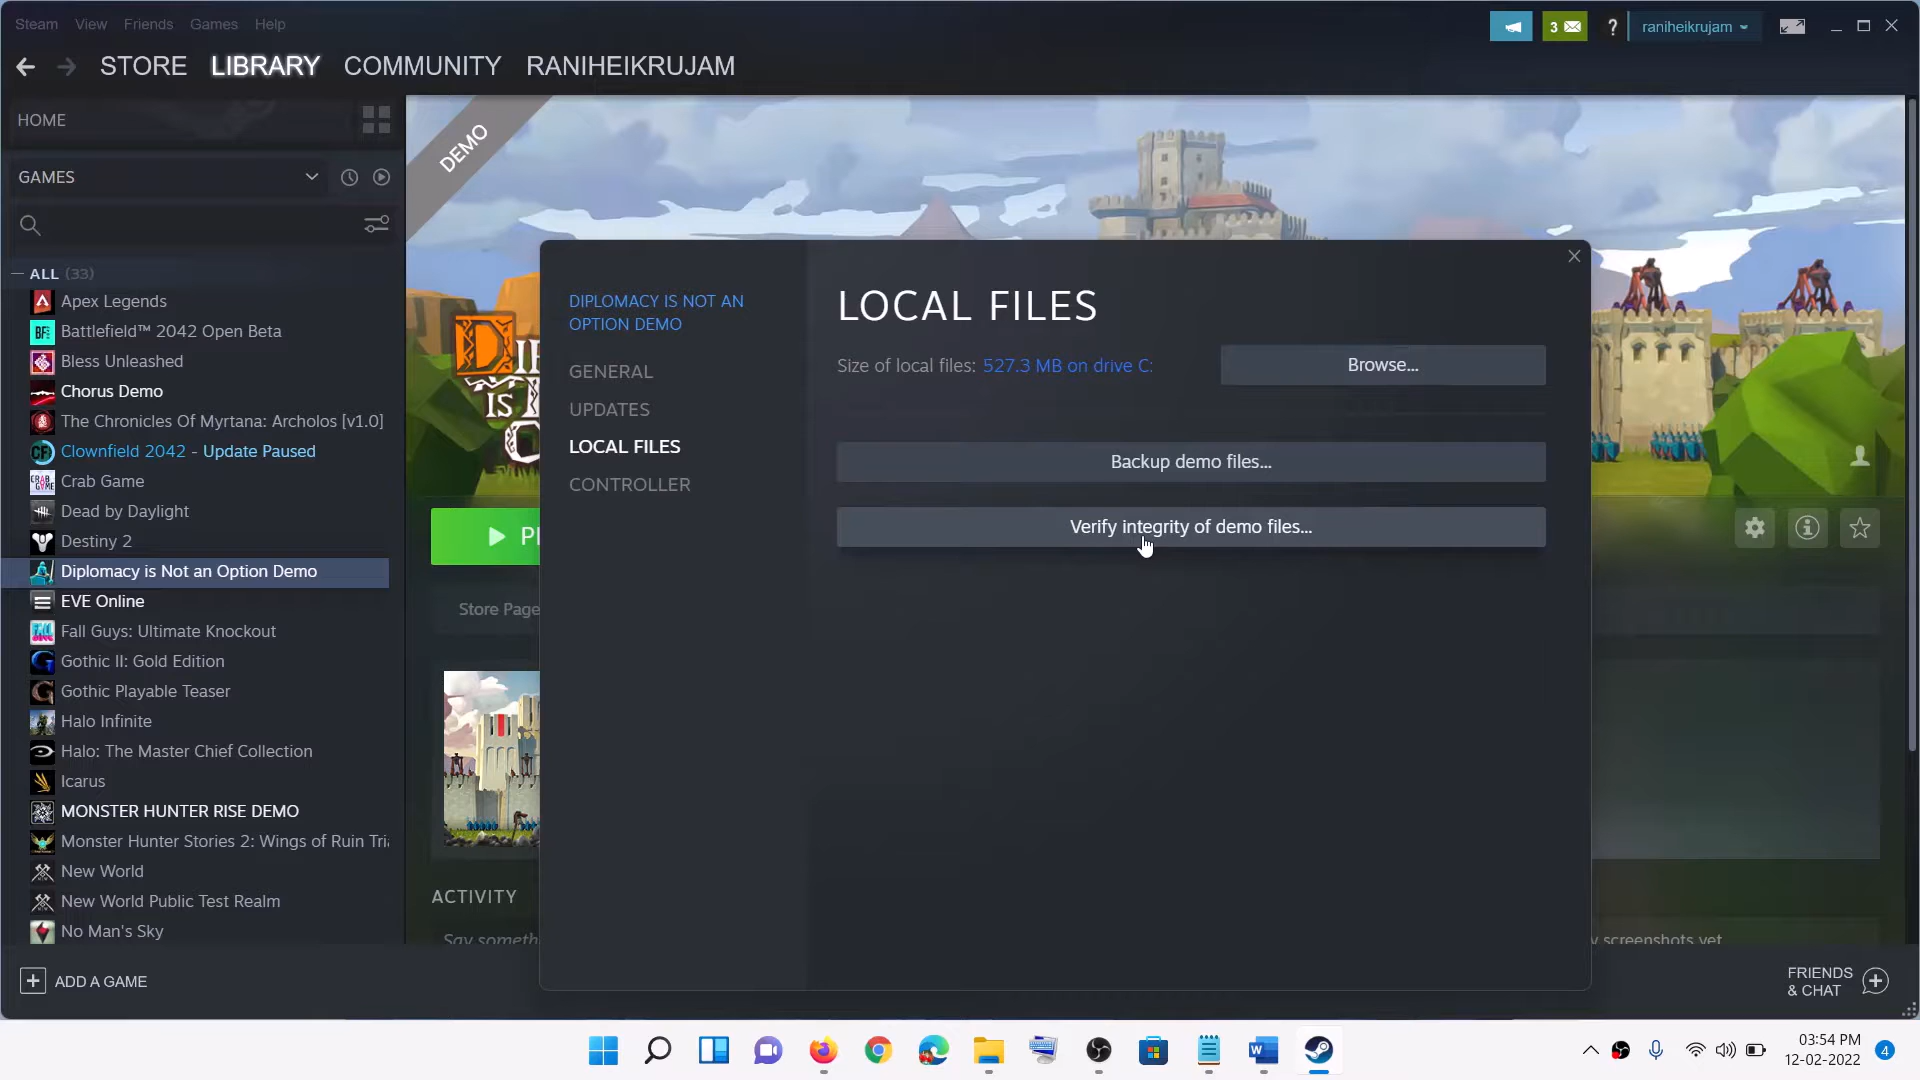 Steam View Friends Games Help
3 ? raniheikrujam
STORE LIBRARY COMMUNITY RANIHEIKRUJAM
HOME
GAMES
ALL (33)
Apex Legends
Battlefield™ 2042 Open Beta
Bless Unleashed
Chorus Demo
The Chronicles Of Myrtana: Archolos [v1.0]
Clownfield 2042 - Update Paused
Crab Game
Dead by Daylight
Destiny 2
Diplomacy is Not an Option Demo
EVE Online
Fall Guys: Ultimate Knockout
Gothic II: Gold Edition
Gothic Playable Teaser
Halo Infinite
Halo: The Master Chief Collection
Icarus
MONSTER HUNTER RISE DEMO
Monster Hunter Stories 2: Wings of Ruin Tria
New World
New World Public Test Realm
No Man's Sky
ADD A GAME
DEMO
Store Page
ACTIVITY
DIPLOMACY IS NOT AN
OPTION DEMO
GENERAL
UPDATES
LOCAL FILES
CONTROLLER
LOCAL FILES
Size of local files: 527.3 MB on drive C:
Browse...
Backup demo files...
Verify integrity of demo files...
screenshots yet
FRIENDS
& CHAT
03:54 PM
12-02-2022
4